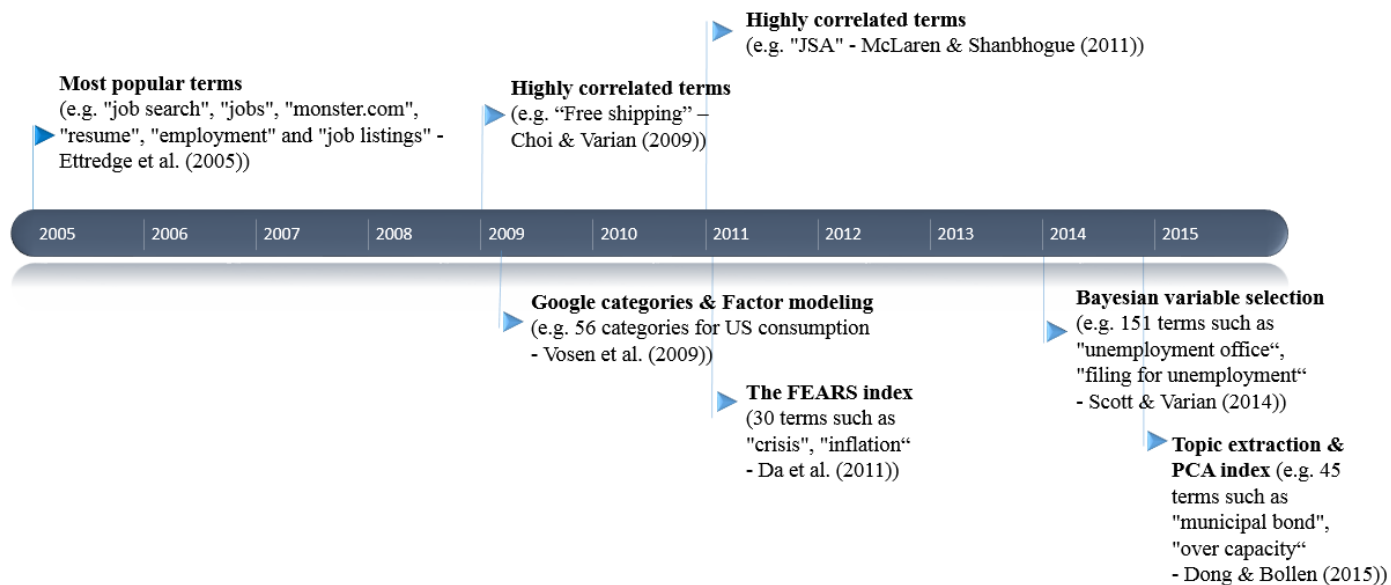 Highly correlated terms
(e.g. "JSA" - McLaren & Shanbhogue (2011))
Most popular terms
(e.g. "job search", "jobs", "monster.com",
"resume", "employment" and "job listings" -
Ettredge et al. (2005))
Highly correlated terms
(e.g. “Free shipping” –
Choi & Varian (2009))
2005 2006 2007 2008 2009 2010 2011 2012 2013 2014 2015
Google categories & Factor modeling
(e.g. 56 categories for US consumption
- Vosen et al. (2009))
The FEARS index
(30 terms such as
"crisis", "inflation“
- Da et al. (2011))
Bayesian variable selection
(e.g. 151 terms such as
"unemployment office“,
"filing for unemployment“
- Scott & Varian (2014))
Topic extraction &
PCA index (e.g. 45
terms such as
"municipal bond",
"over capacity“
- Dong & Bollen (2015))